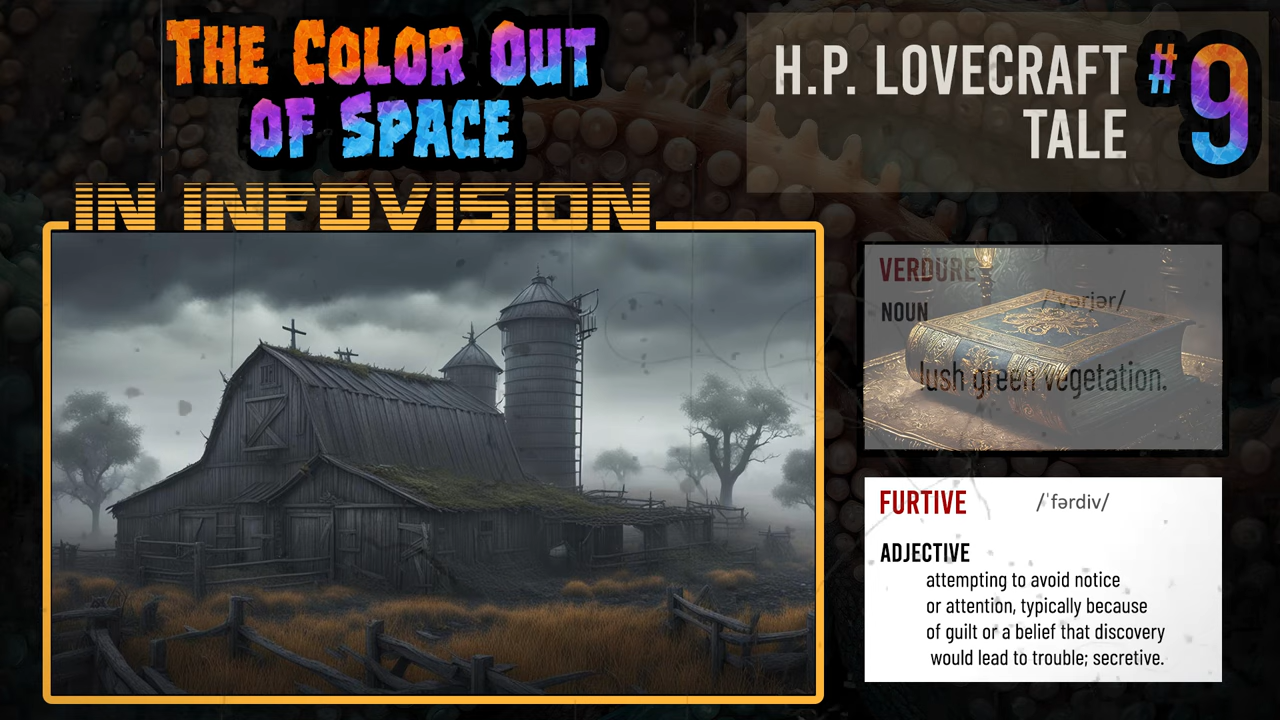 THE COLOR OUT
OF SPACE
IN INFOVISION
H.P. LOVECRAFT
TALE
#9
VERDURE
NOUN
/ˈvərjər/
lush green vegetation.
FURTIVE
/ˈfərdiv/
ADJECTIVE
attempting to avoid notice
or attention, typically because
of guilt or a belief that discovery
would lead to trouble; secretive.